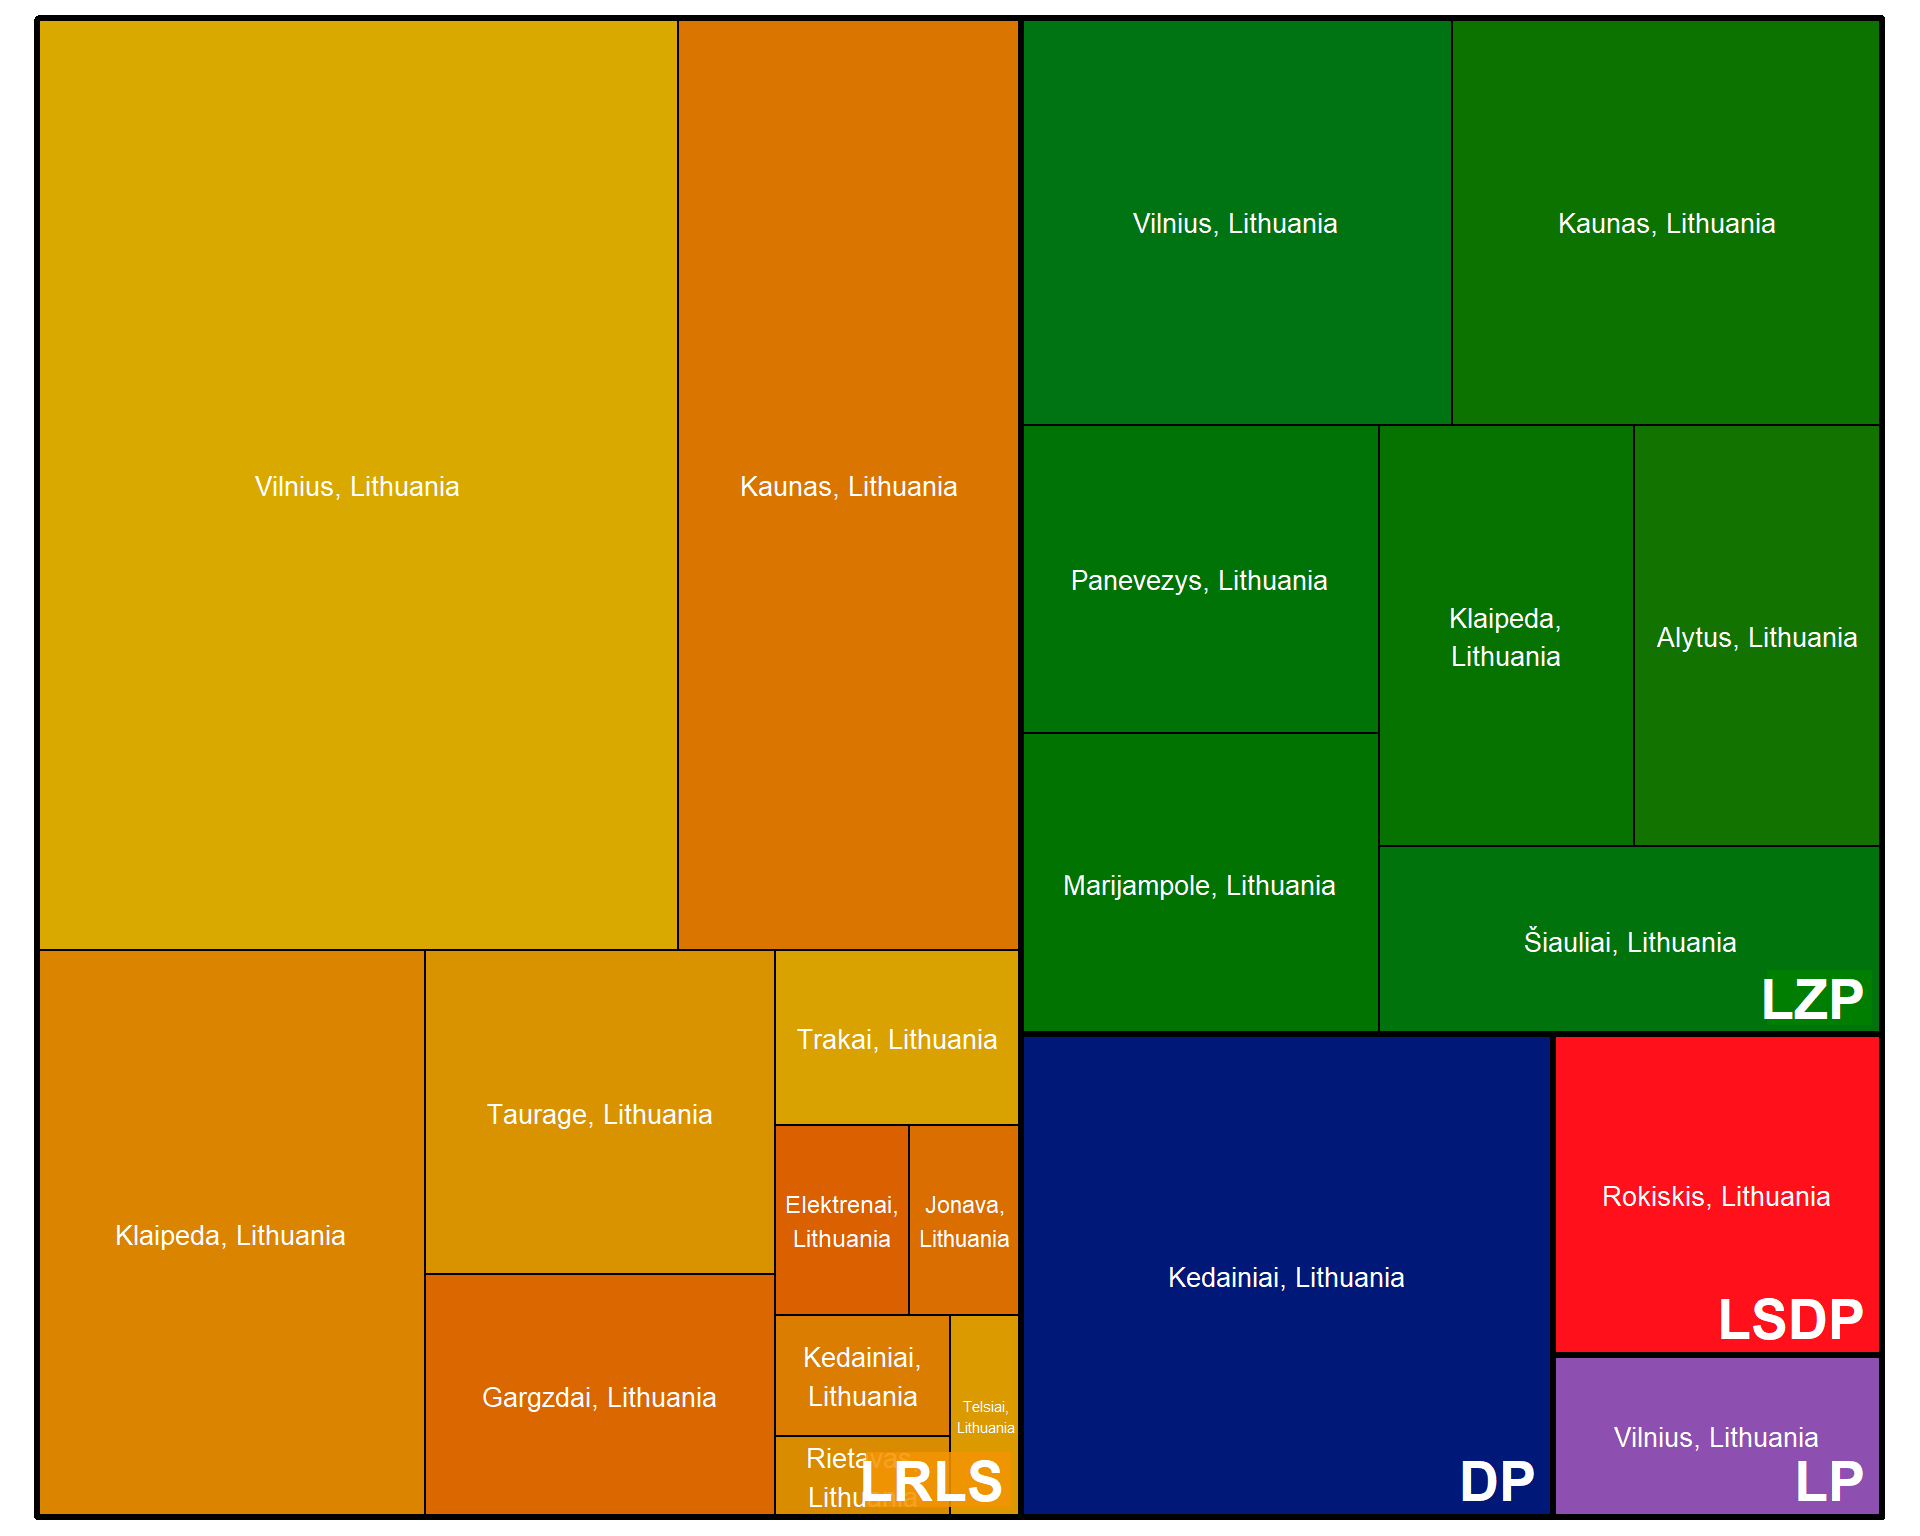 Vilnius, Lithuania
Kaunas, Lithuania
Klaipeda, Lithuania
Taurage, Lithuania
Gargzdai, Lithuania
Trakai, Lithuania
Elektrenai,
Lithuania
Jonava,
Lithuania
Kedainiai,
Lithuania
Telsiai,
Lithuania
Rietavas,
Lithuania
LRLS
Vilnius, Lithuania
Kaunas, Lithuania
Panevezys, Lithuania
Marijampole, Lithuania
Klaipeda,
Lithuania
Alytus, Lithuania
Šiauliai, Lithuania
LZP
Kedainiai, Lithuania
DP
Rokiskis, Lithuania
LSDP
Vilnius, Lithuania
LP